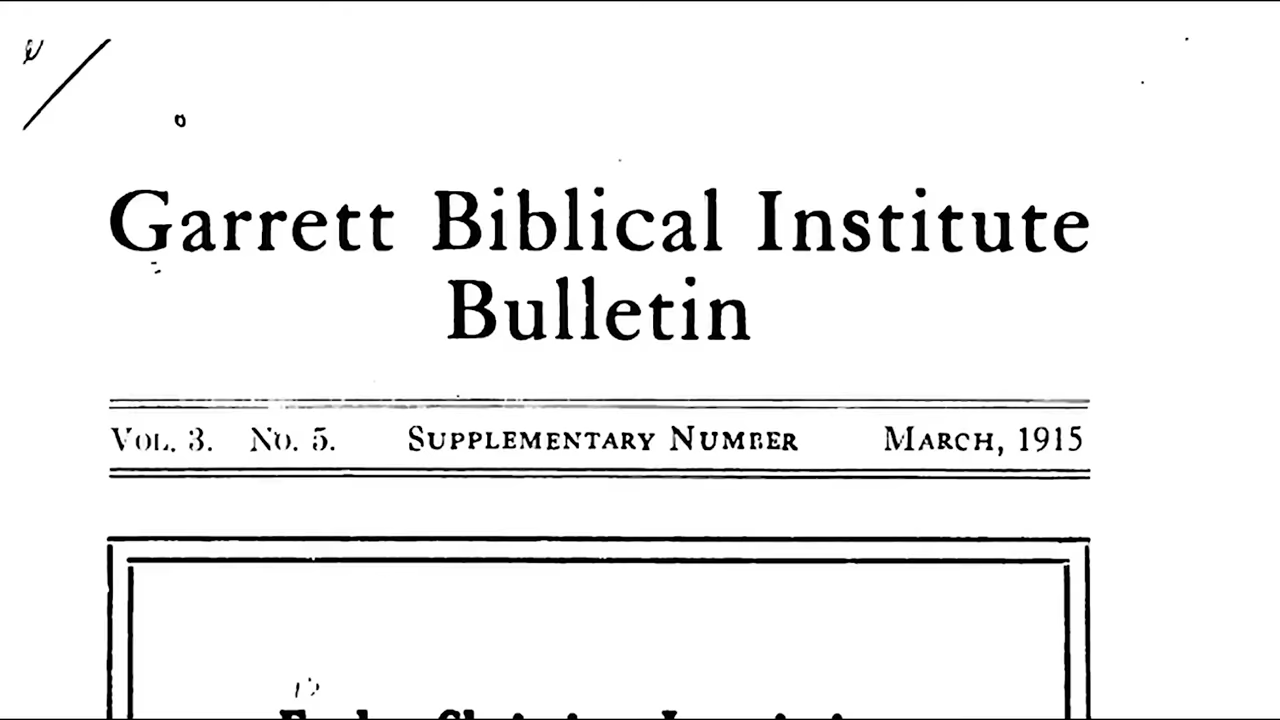 Garrett Biblical Institute
Bulletin
Vol. 3. No. 5. Supplementary Number March, 1915